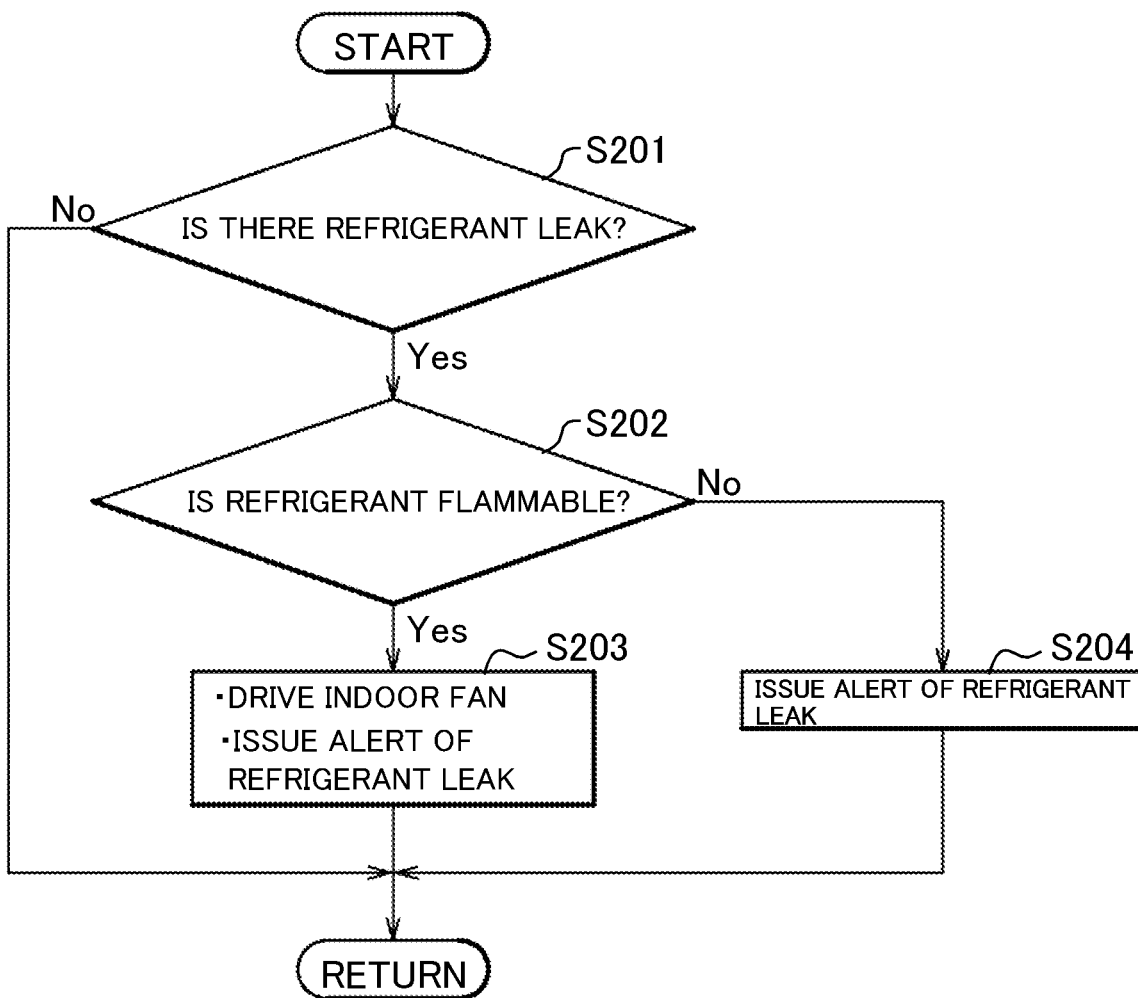 START
S201
No
IS THERE REFRIGERANT LEAK?
Yes
S202
IS REFRIGERANT FLAMMABLE?
No
Yes
S203
・DRIVE INDOOR FAN
・ISSUE ALERT OF
REFRIGERANT LEAK
S204
ISSUE ALERT OF REFRIGERANT
LEAK
RETURN